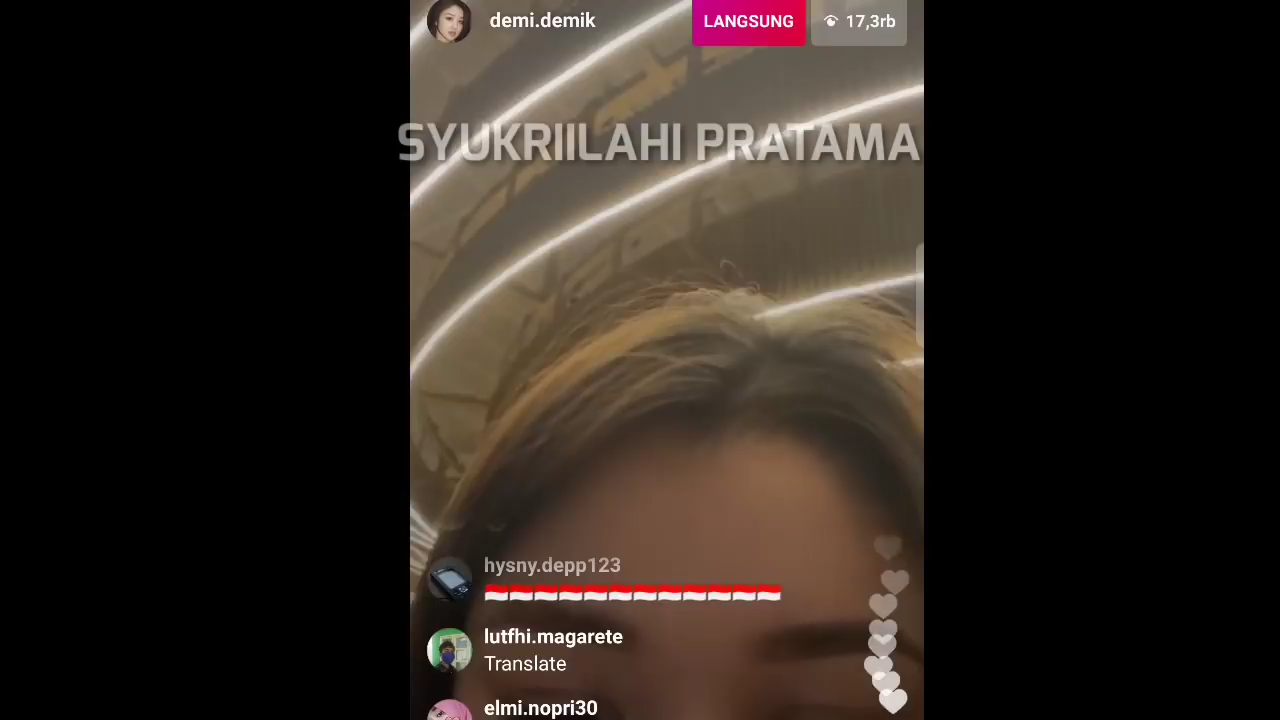 demi.demik
LANGSUNG
17,3rb
SYUKRIILAHI PRATAMA
hysny.depp123
🇮🇩🇮🇩🇮🇩🇮🇩🇮🇩🇮🇩🇮🇩🇮🇩🇮🇩🇮🇩🇮🇩🇮🇩
lutfhi.magarete
Translate
elmi.nopri30